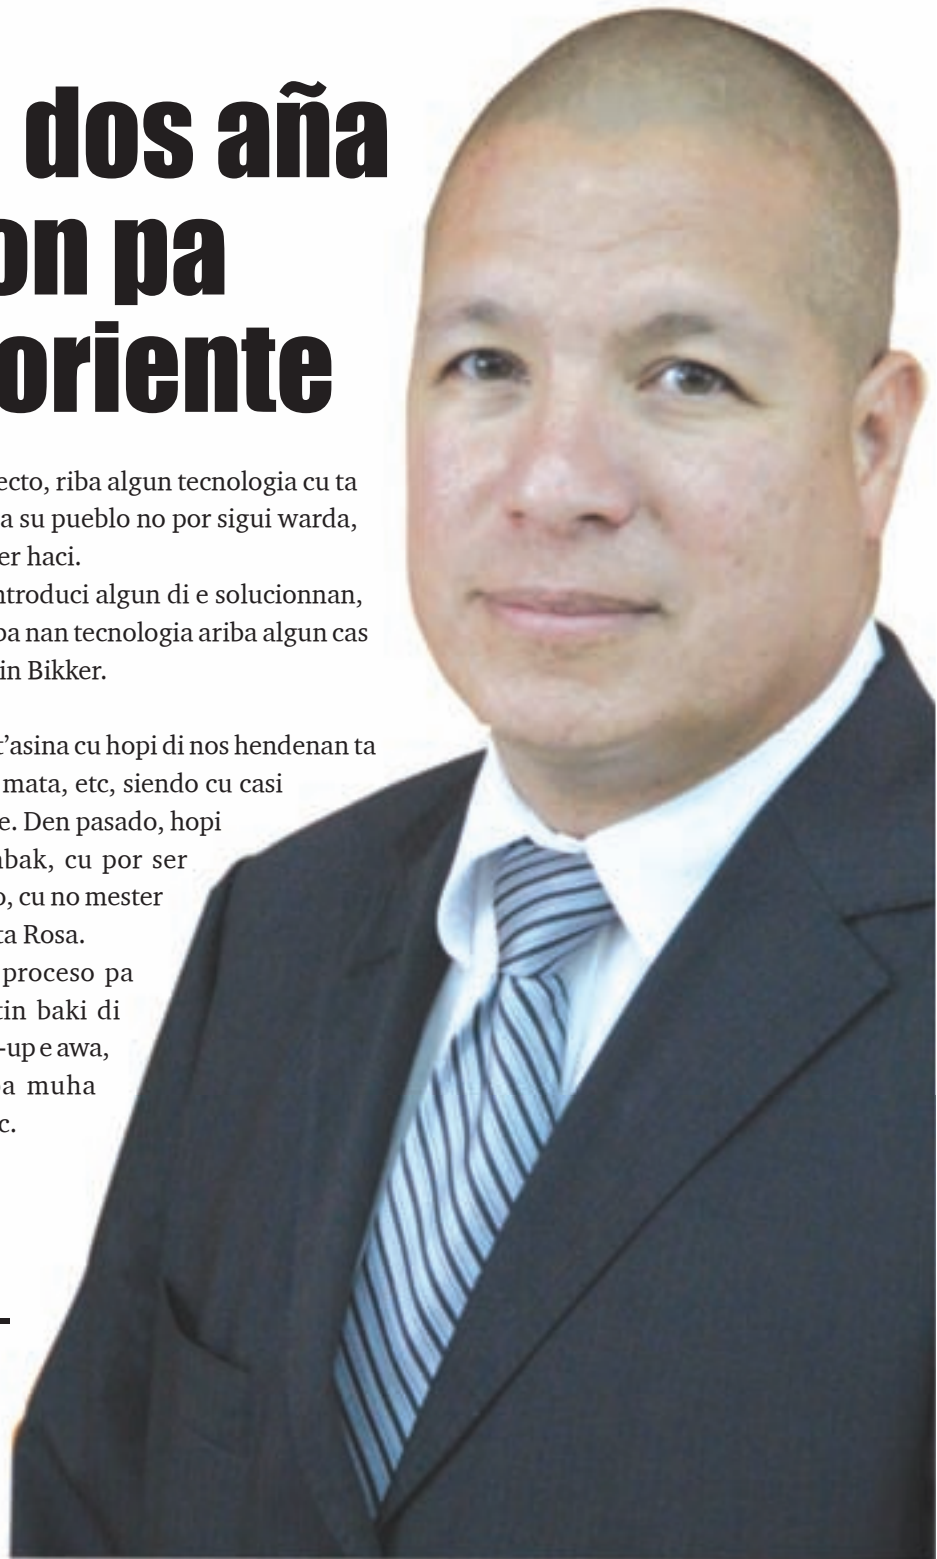 dos aña
on pa
oriente
ecto, riba algun tecnologia cu ta
a su pueblo no por sigui warda,
er haci.
ntroduci algun di e solucionnan,
ba nan tecnologia ariba algun cas
in Bikker.
t'asina cu hopi di nos hendenan ta
mata, etc, siendo cu casi
e. Den pasado, hopi
abak, cu por ser
o, cu no mester
ta Rosa.
proceso pa
tin baki di
-up e awa,
pa muha
c.